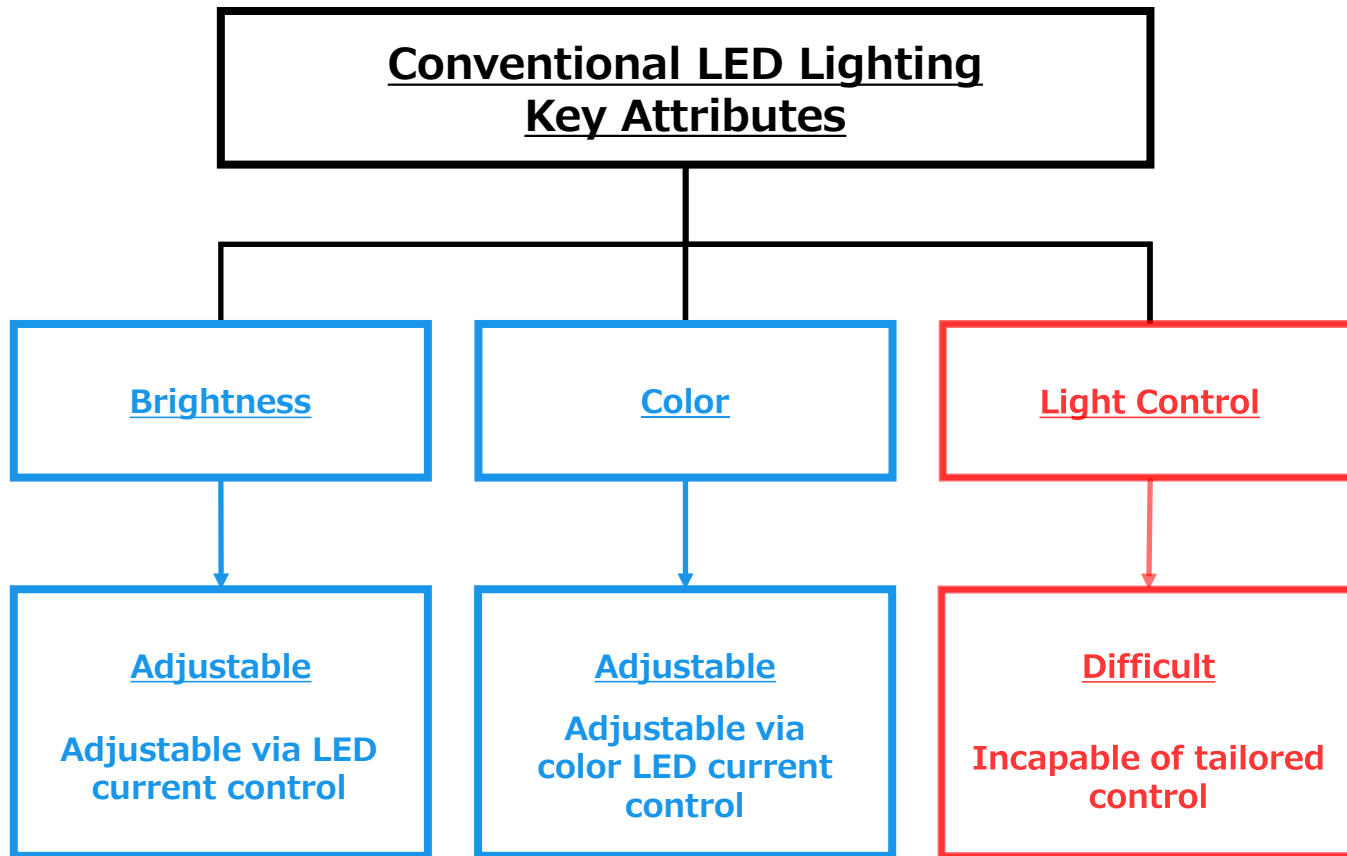 Conventional LED Lighting
Key Attributes
Brightness
Color
Light Control
Adjustable
Adjustable via LED
current control
Adjustable
Adjustable via
color LED current
control
Difficult
Incapable of tailored
control